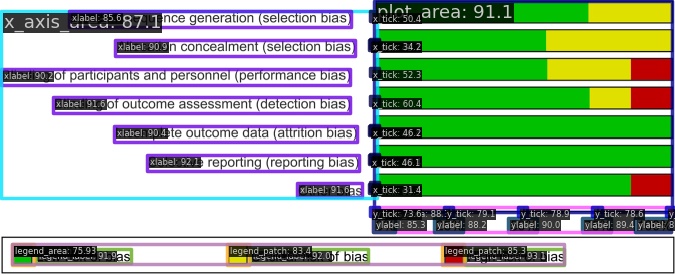 x_axis_area: 87.1
plot_area: 91.1
xlabel: 85.6 ence generation (selection bias)
x_tick: 50.4
xlabel: 90.9 n concealment (selection bias)
x_tick: 34.2
xlabel: 90.2 of participants and personnel (performance bias)
x_tick: 52.3
xlabel: 91.6 of outcome assessment (detection bias)
x_tick: 60.4
xlabel: 90.4 ete outcome data (attrition bias)
x_tick: 46.2
xlabel: 92.1 reporting (reporting bias)
x_tick: 46.1
xlabel: 91.6 as
x_tick: 31.4
y_tick: 73.6 y_tick: 79.1 y_tick: 78.9 y_tick: 78.6
ylabel: 85.3 ylabel: 88.2 ylabel: 90.0 ylabel: 89.4 ylabel: 8
legend_area: 75.93 legend_patch: 83.4 legend_patch: 85.3
legend_label: 91.9 as legend_label: 92.0 of bias legend_label: 93.1 bias